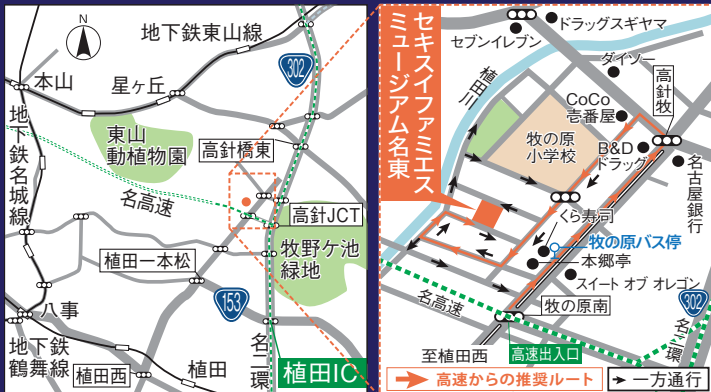 N
地下鉄東山線
302
本山
星ヶ丘
地下鉄名城線
東山
動植物園
高針橋東
名高速
高針JCT
牧野ケ池
緑地
植田一本松
153
八事
地下鉄
鶴舞線
植田西
植田
名二環
植田IC
セキスイファミエス
ミュージアム名東
セブンイレブン
ドラッグスギヤマ
ダイソー
植田川
CoCo
壱番屋
高針牧
牧の原
小学校
B&D
ドラッグ
名古屋銀行
くら寿司
牧の原バス停
本郷亭
スイート オブ オレゴン
名高速
牧の原南
302
名二環
至植田西
高速出入口
高速からの推奨ルート
一方通行